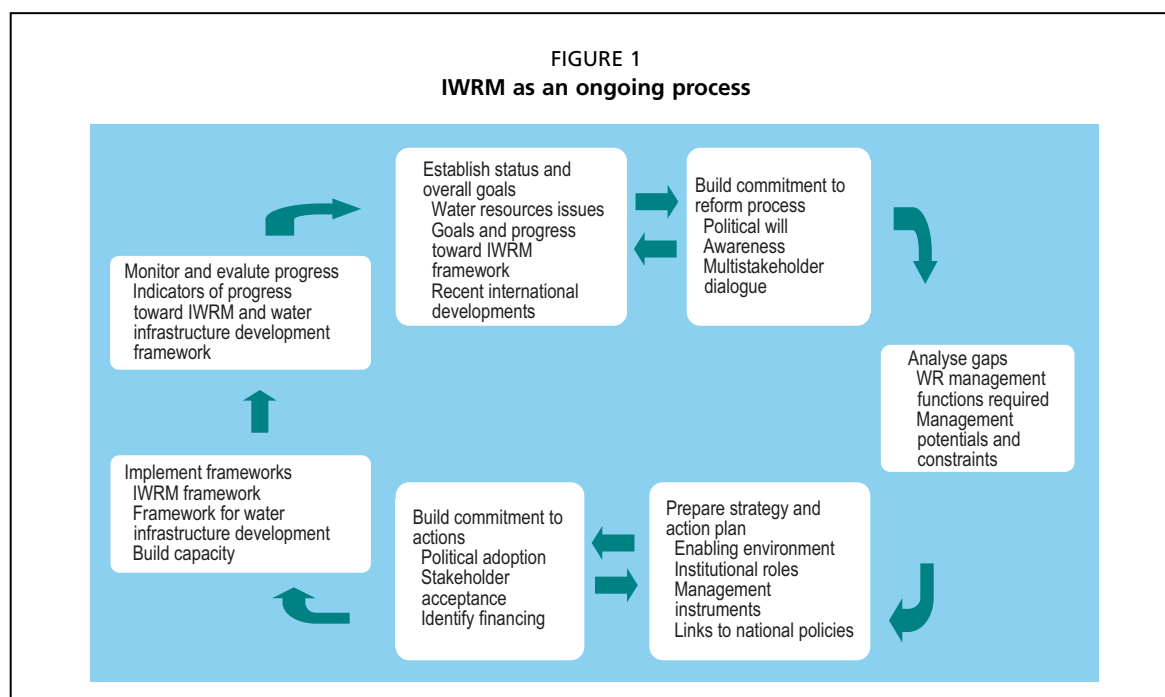 FIGURE 1
IWRM as an ongoing process
Establish status and
overall goals
Water resources issues
Goals and progress
toward IWRM
framework
Recent international
developments
Build commitment to
reform process
Political will
Awareness
Multistakeholder
dialogue
Analyse gaps
WR management
functions required
Management
potentials and
constraints
Prepare strategy and
action plan
Enabling environment
Institutional roles
Management
instruments
Links to national policies
Build commitment to
actions
Political adoption
Stakeholder
acceptance
Identify financing
Implement frameworks
IWRM framework
Framework for water
infrastructure development
Build capacity
Monitor and evalute progress
Indicators of progress
toward IWRM and water
infrastructure development
framework